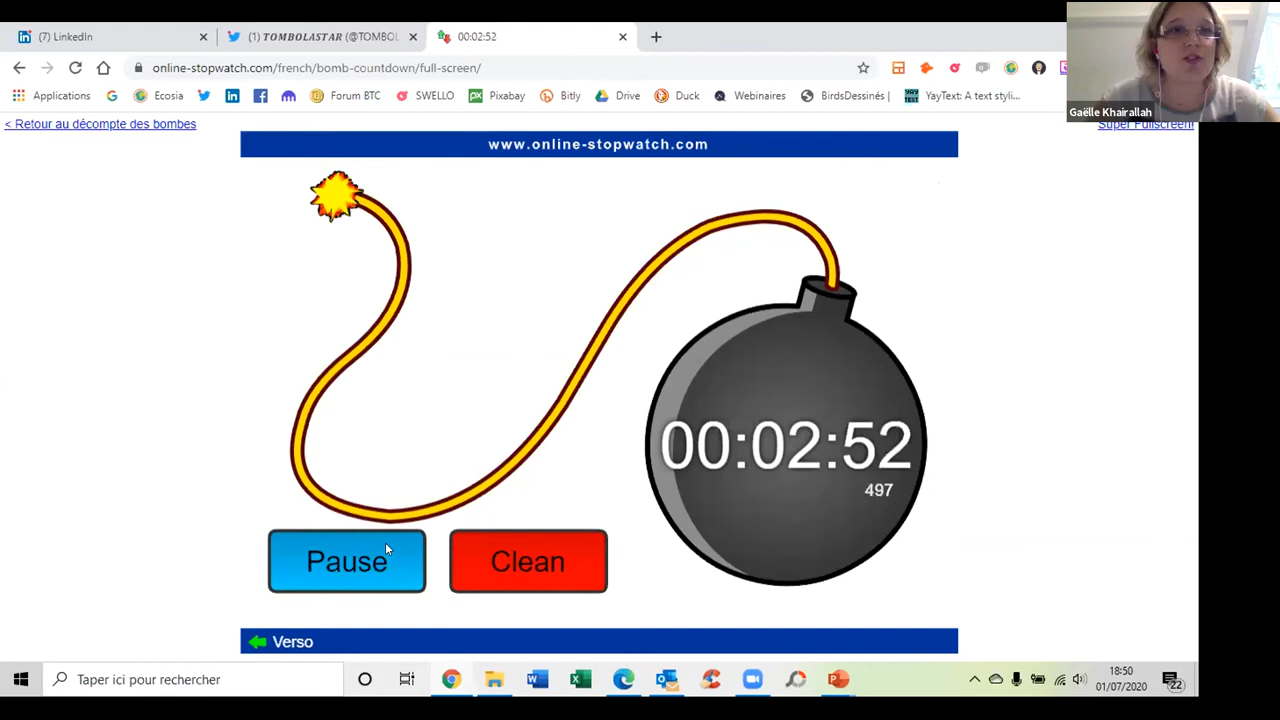 (7) LinkedIn
(1) 𝑻𝑶𝑴𝑩𝑶𝑳𝑨𝑺𝑻𝑨𝑹 (@TOMBOL
00:02:52
online-stopwatch.com/french/bomb-countdown/full-screen/
Applications
Ecosia
Forum BTC
SWELLO
Pixabay
Bitly
Drive
Duck
Webinaires
BirdsDessinés |
YayText: A text styli...
Gaëlle Khairallah
< Retour au décompte des bombes
Super Fullscreen!
www.online-stopwatch.com
00:02:52
497
Pause
Clean
Verso
Taper ici pour rechercher
18:50
01/07/2020
22